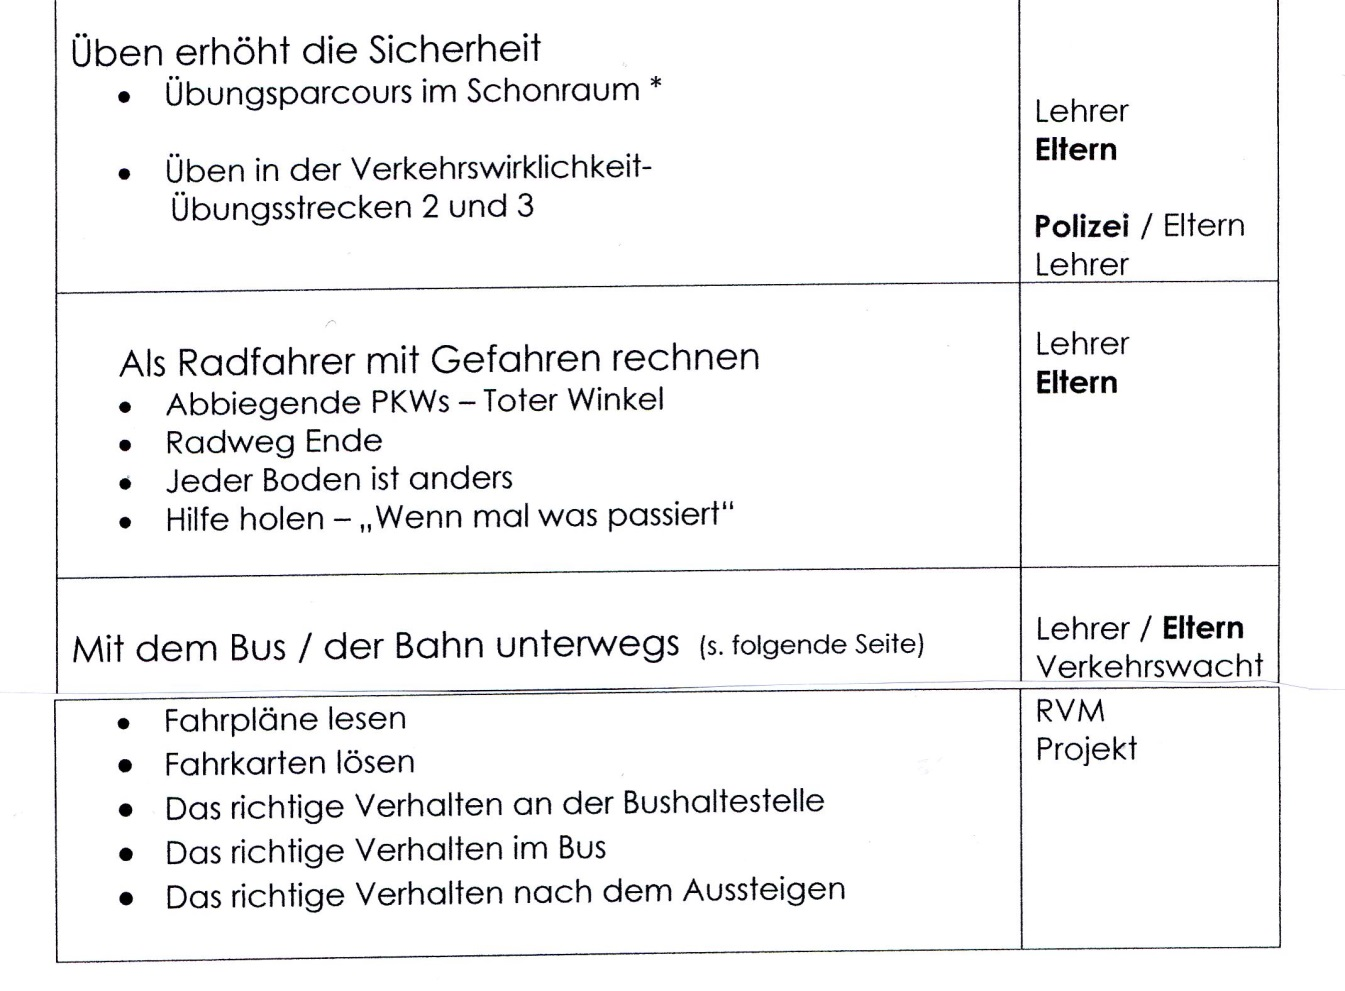 Üben erhöht die Sicherheit
• Übungsparcours im Schonraum *
Lehrer
Eltern
• Üben in der Verkehrswirklichkeit-
Übungsstrecken 2 und 3
Polizei / Eltern
Lehrer
Als Radfahrer mit Gefahren rechnen
• Abbiegende PKWs – Toter Winkel
• Radweg Ende
• Jeder Boden ist anders
• Hilfe holen – „Wenn mal was passiert“
Lehrer
Eltern
Mit dem Bus / der Bahn unterwegs (s. folgende Seite)
Lehrer / Eltern
Verkehrswacht
• Fahrpläne lesen
• Fahrkarten lösen
• Das richtige Verhalten an der Bushaltestelle
• Das richtige Verhalten im Bus
• Das richtige Verhalten nach dem Aussteigen
RVM
Projekt